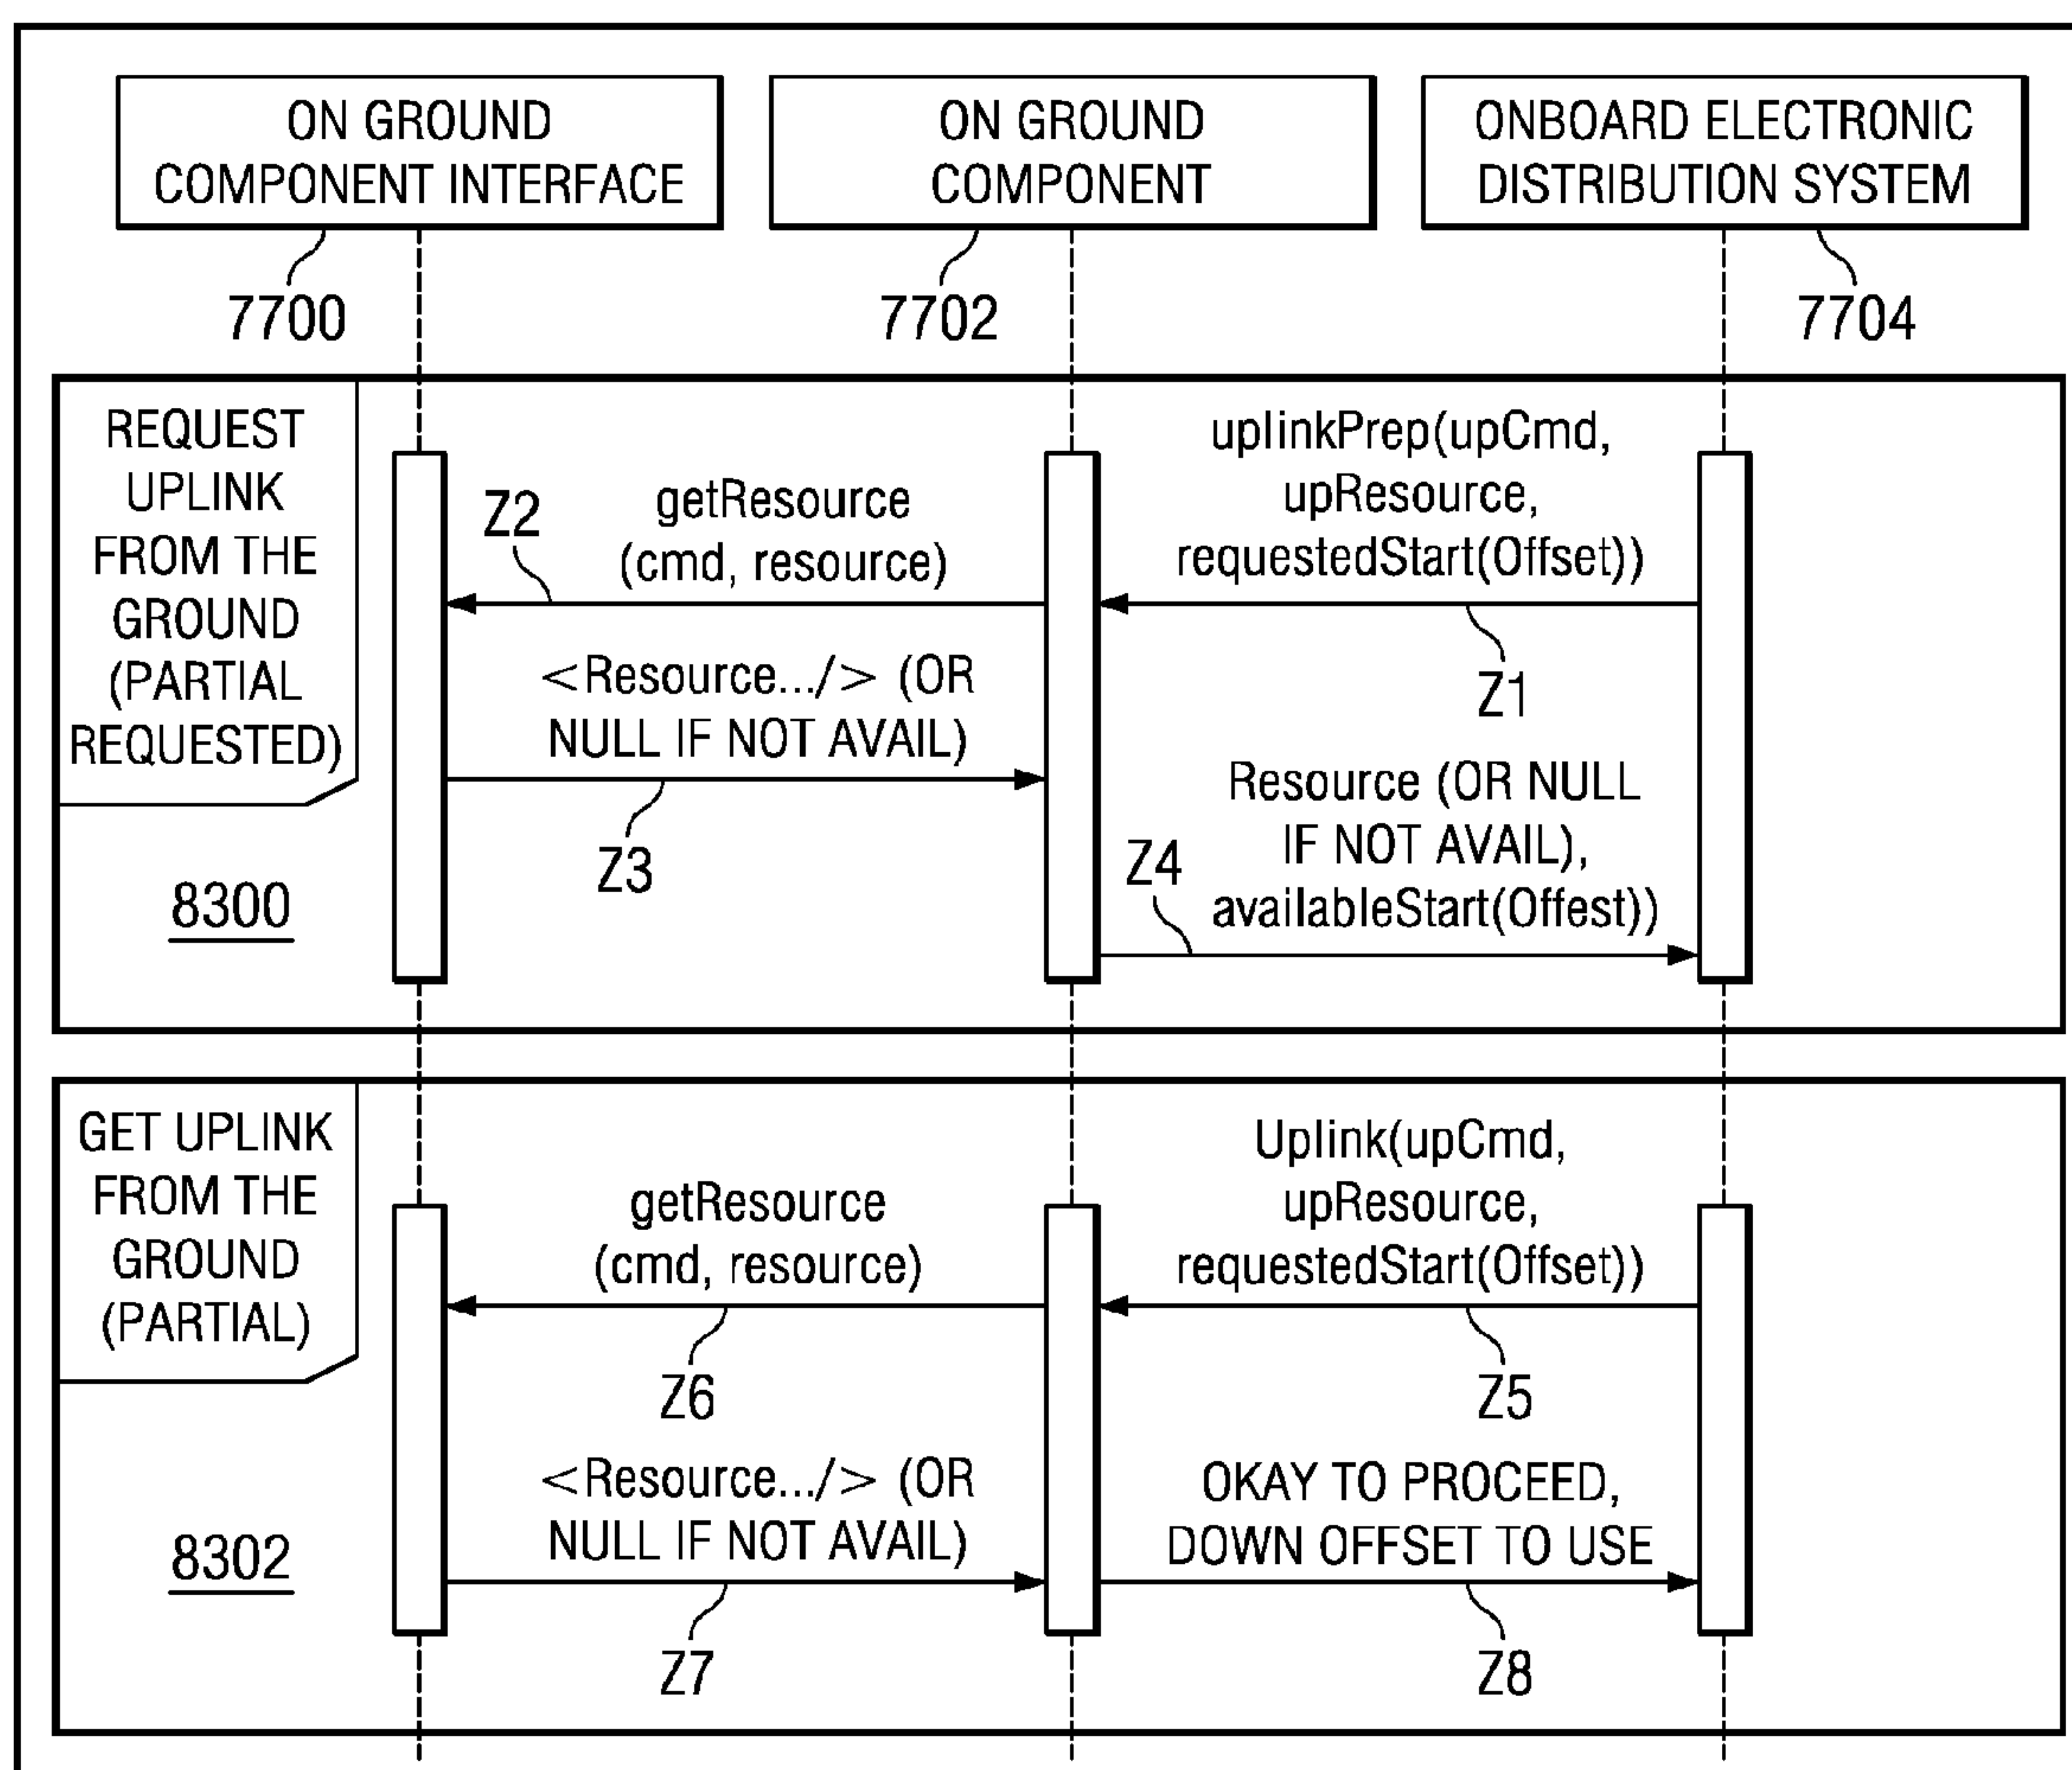 ON GROUND
COMPONENT INTERFACE
7700
ON GROUND
COMPONENT
7702
ONBOARD ELECTRONIC
DISTRIBUTION SYSTEM
7704
REQUEST
UPLINK
FROM THE
GROUND
(PARTIAL
REQUESTED)
8300
uplinkPrep(upCmd,
upResource,
requestedStart(Offset))
Z1
getResource
(cmd, resource)
Z2
<Resource.../> (OR
NULL IF NOT AVAIL)
Z3
Resource (OR NULL
IF NOT AVAIL),
availableStart(Offest))
Z4
GET UPLINK
FROM THE
GROUND
(PARTIAL)
8302
Uplink(upCmd,
upResource,
requestedStart(Offset))
Z5
getResource
(cmd, resource)
Z6
<Resource.../> (OR
NULL IF NOT AVAIL)
Z7
OKAY TO PROCEED,
DOWN OFFSET TO USE
Z8